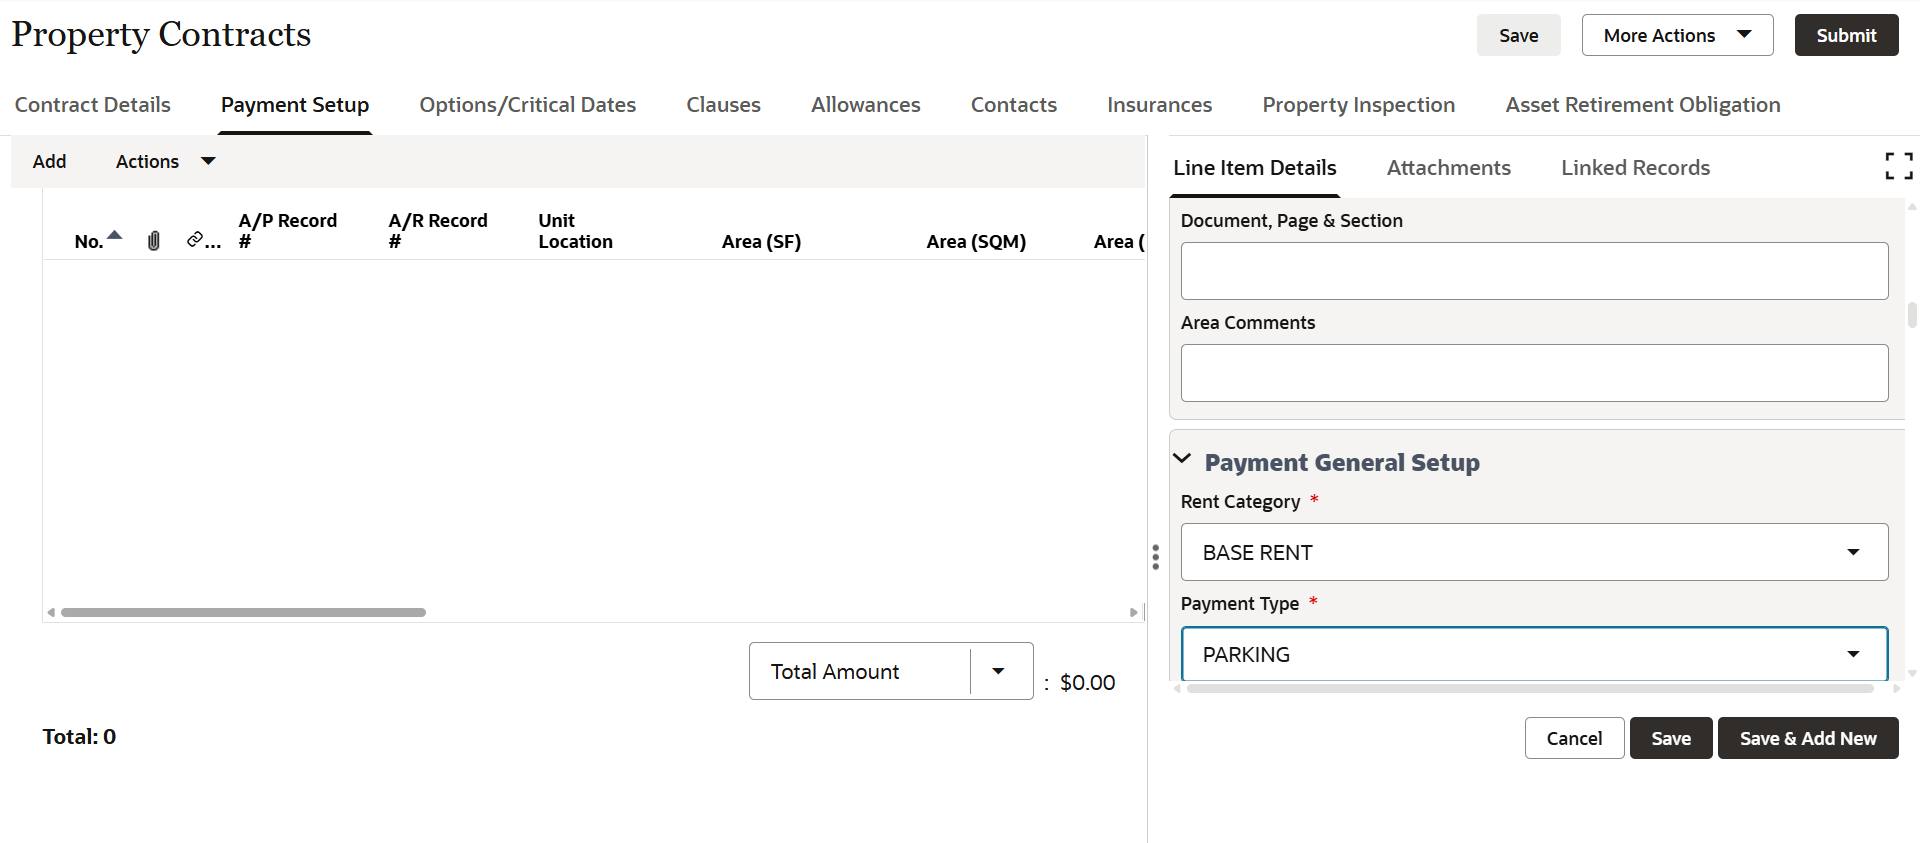 Property Contracts
Save
More Actions
Submit
Contract Details
Payment Setup
Options/Critical Dates
Clauses
Allowances
Contacts
Insurances
Property Inspection
Asset Retirement Obligation
Add
Actions
No.
...
A/P Record #
A/R Record #
Unit Location
Area (SF)
Area (SQM)
Area (
Total Amount
: $0.00
Total: 0
Line Item Details
Attachments
Linked Records
Document, Page & Section
Area Comments
Payment General Setup
Rent Category *
BASE RENT
Payment Type *
PARKING
Cancel
Save
Save & Add New